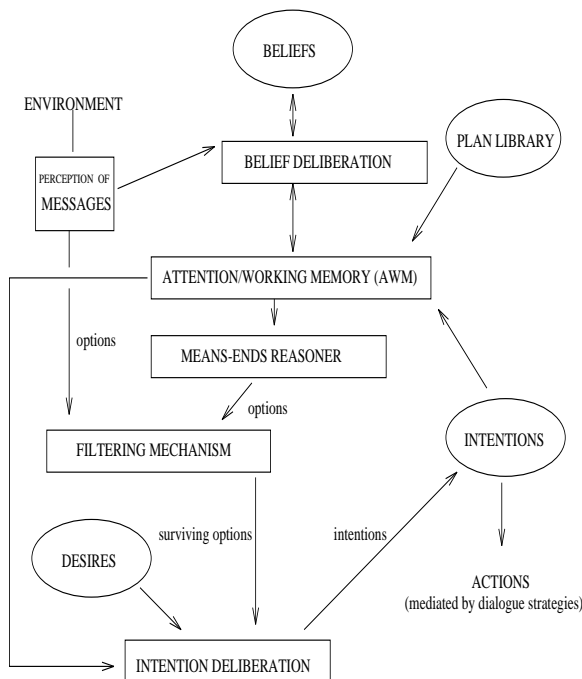 BELIEFS
ENVIRONMENT
PLAN LIBRARY
BELIEF DELIBERATION
PERCEPTION OF
MESSAGES
ATTENTION/WORKING MEMORY (AWM)
options
MEANS-ENDS REASONER
options
FILTERING MECHANISM
INTENTIONS
surviving options
intentions
DESIRES
ACTIONS
(mediated by dialogue strategies)
INTENTION DELIBERATION